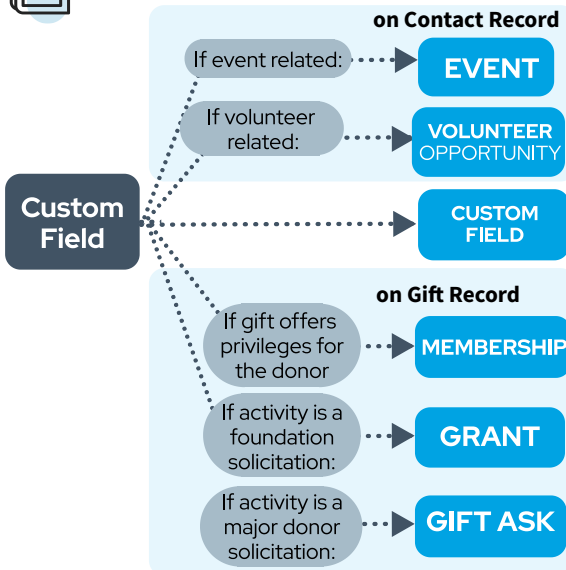 on Contact Record
If event related:
EVENT
If volunteer
related:
VOLUNTEER
OPPORTUNITY
Custom
Field
CUSTOM
FIELD
on Gift Record
If gift offers
privileges for
the donor
MEMBERSHIP
If activity is a
foundation
solicitation:
GRANT
If activity is a
major donor
solicitation:
GIFT ASK